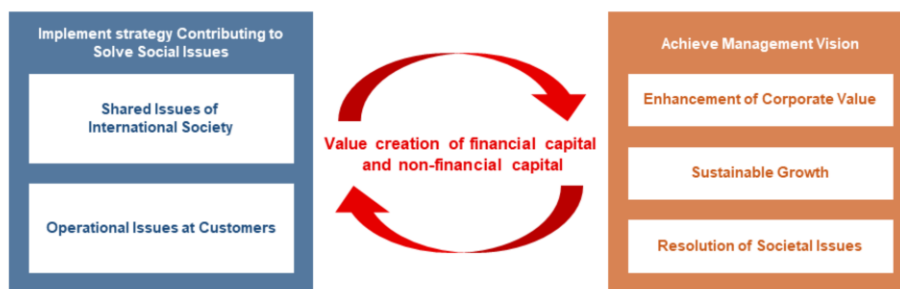 Implement strategy Contributing to
Solve Social Issues
Shared Issues of
International Society
Operational Issues at Customers
Value creation of financial capital
and non-financial capital
Achieve Management Vision
Enhancement of Corporate Value
Sustainable Growth
Resolution of Societal Issues